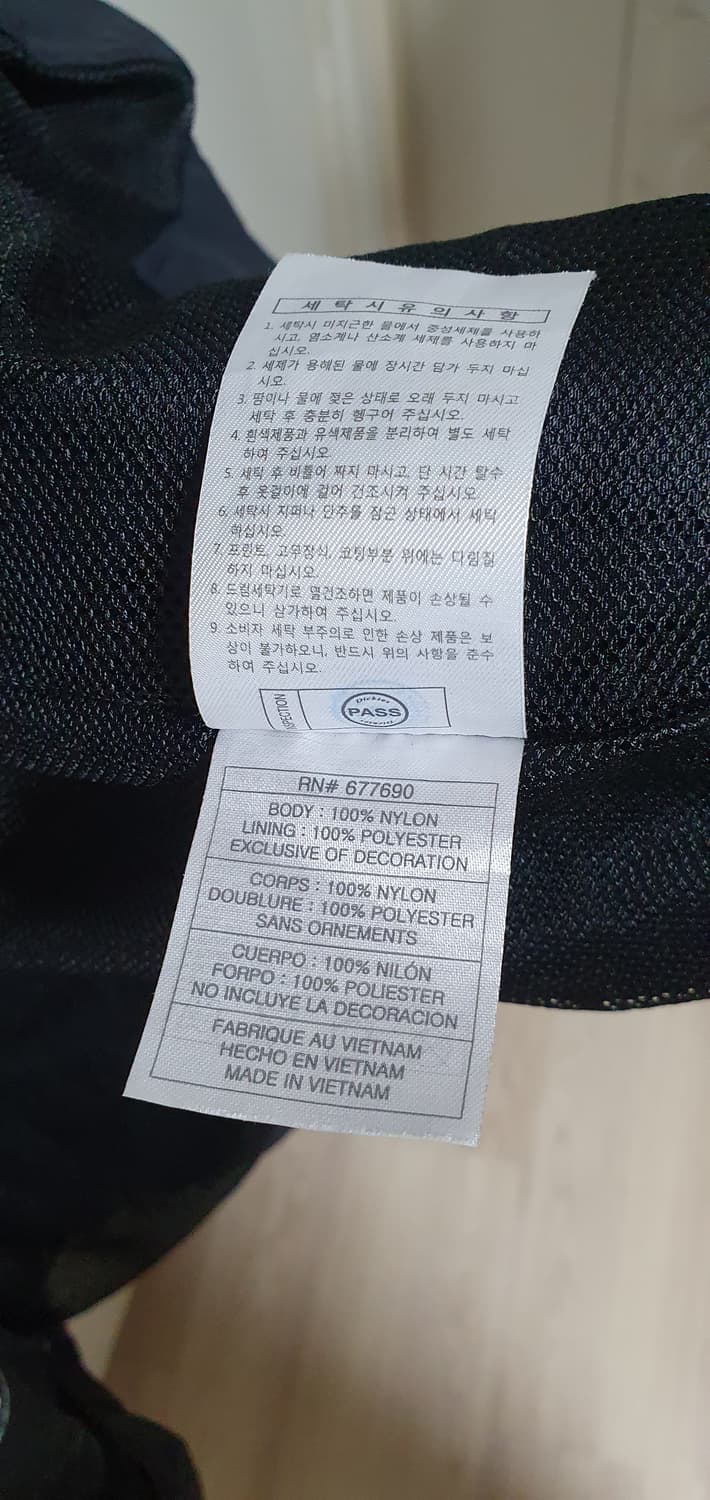 세탁시유의사항
1. 세탁시 미지근한 물에서 중성세제를 사용하
시고, 염소계나 산소계 세제를 사용하지 마
십시오.
2. 세제가 용해된 물에 장시간 담가 두지 마십
시오.
3. 땀이나 물에 젖은 상태로 오래 두지 마시고
세탁 후 충분히 헹구어 주십시오.
4. 흰색제품과 유색제품을 분리하여 별도 세탁
하여 주십시오
5. 세탁 후 비틀어 짜지 마시고, 단 시간 탈수
후 옷걸이에 걸어 건조시켜 주십시오.
6. 세탁시 지퍼나 단추를 잠근 상태에서 세탁
하십시오.
7. 프린트, 고무장식, 코팅부분 위에는 다림질
하지 마십시오.
8. 드럼세탁기로 열건조하면 제품이 손상될 수
있으니 삼가하여 주십시오.
9. 소비자 세탁 부주의로 인한 손상 제품은 보
상이 불가하오니, 반드시 위의 사항을 준수
하여 주십시오.
SPECTION
Dickies
PASS
RN# 677690
BODY : 100% NYLON
LINING : 100% POLYESTER
EXCLUSIVE OF DECORATION
CORPS : 100% NYLON
DOUBLURE : 100% POLYESTER
SANS ORNEMENTS
CUERPO : 100% NILÓN
FORPO : 100% POLIESTER
NO INCLUYE LA DECORACION
FABRIQUE AU VIETNAM
HECHO EN VIETNAM
MADE IN VIETNAM